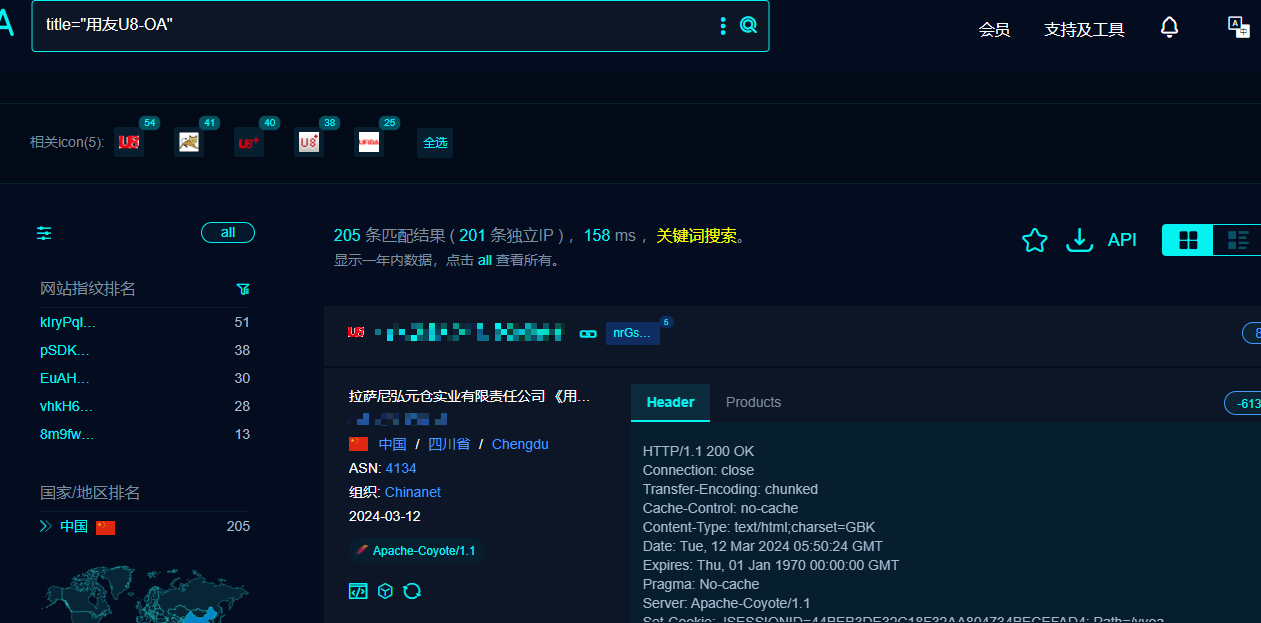 title="用友U8-OA"
会员
支持及工具
相关icon(5):
54
41
40
38
25
U8+
U8+
UFIDA
全选
all
205 条匹配结果 ( 201 条独立IP ) ，158 ms ，关键词搜索。
显示一年内数据，点击 all 查看所有。
API
网站指纹排名
51
pSDK... 38
EuAH... 30
vhkH6... 28
8m9fw... 13
国家/地区排名
中国 205
nrGs...
5
拉萨尼弘元仓实业有限责任公司 《用...
中国 / 四川省 / Chengdu
ASN: 4134
组织: Chinanet
2024-03-12
Apache-Coyote/1.1
Header Products
-613
HTTP/1.1 200 OK
Connection: close
Transfer-Encoding: chunked
Cache-Control: no-cache
Content-Type: text/html;charset=GBK
Date: Tue, 12 Mar 2024 05:50:24 GMT
Expires: Thu, 01 Jan 1970 00:00:00 GMT
Pragma: No-cache
Server: Apache-Coyote/1.1